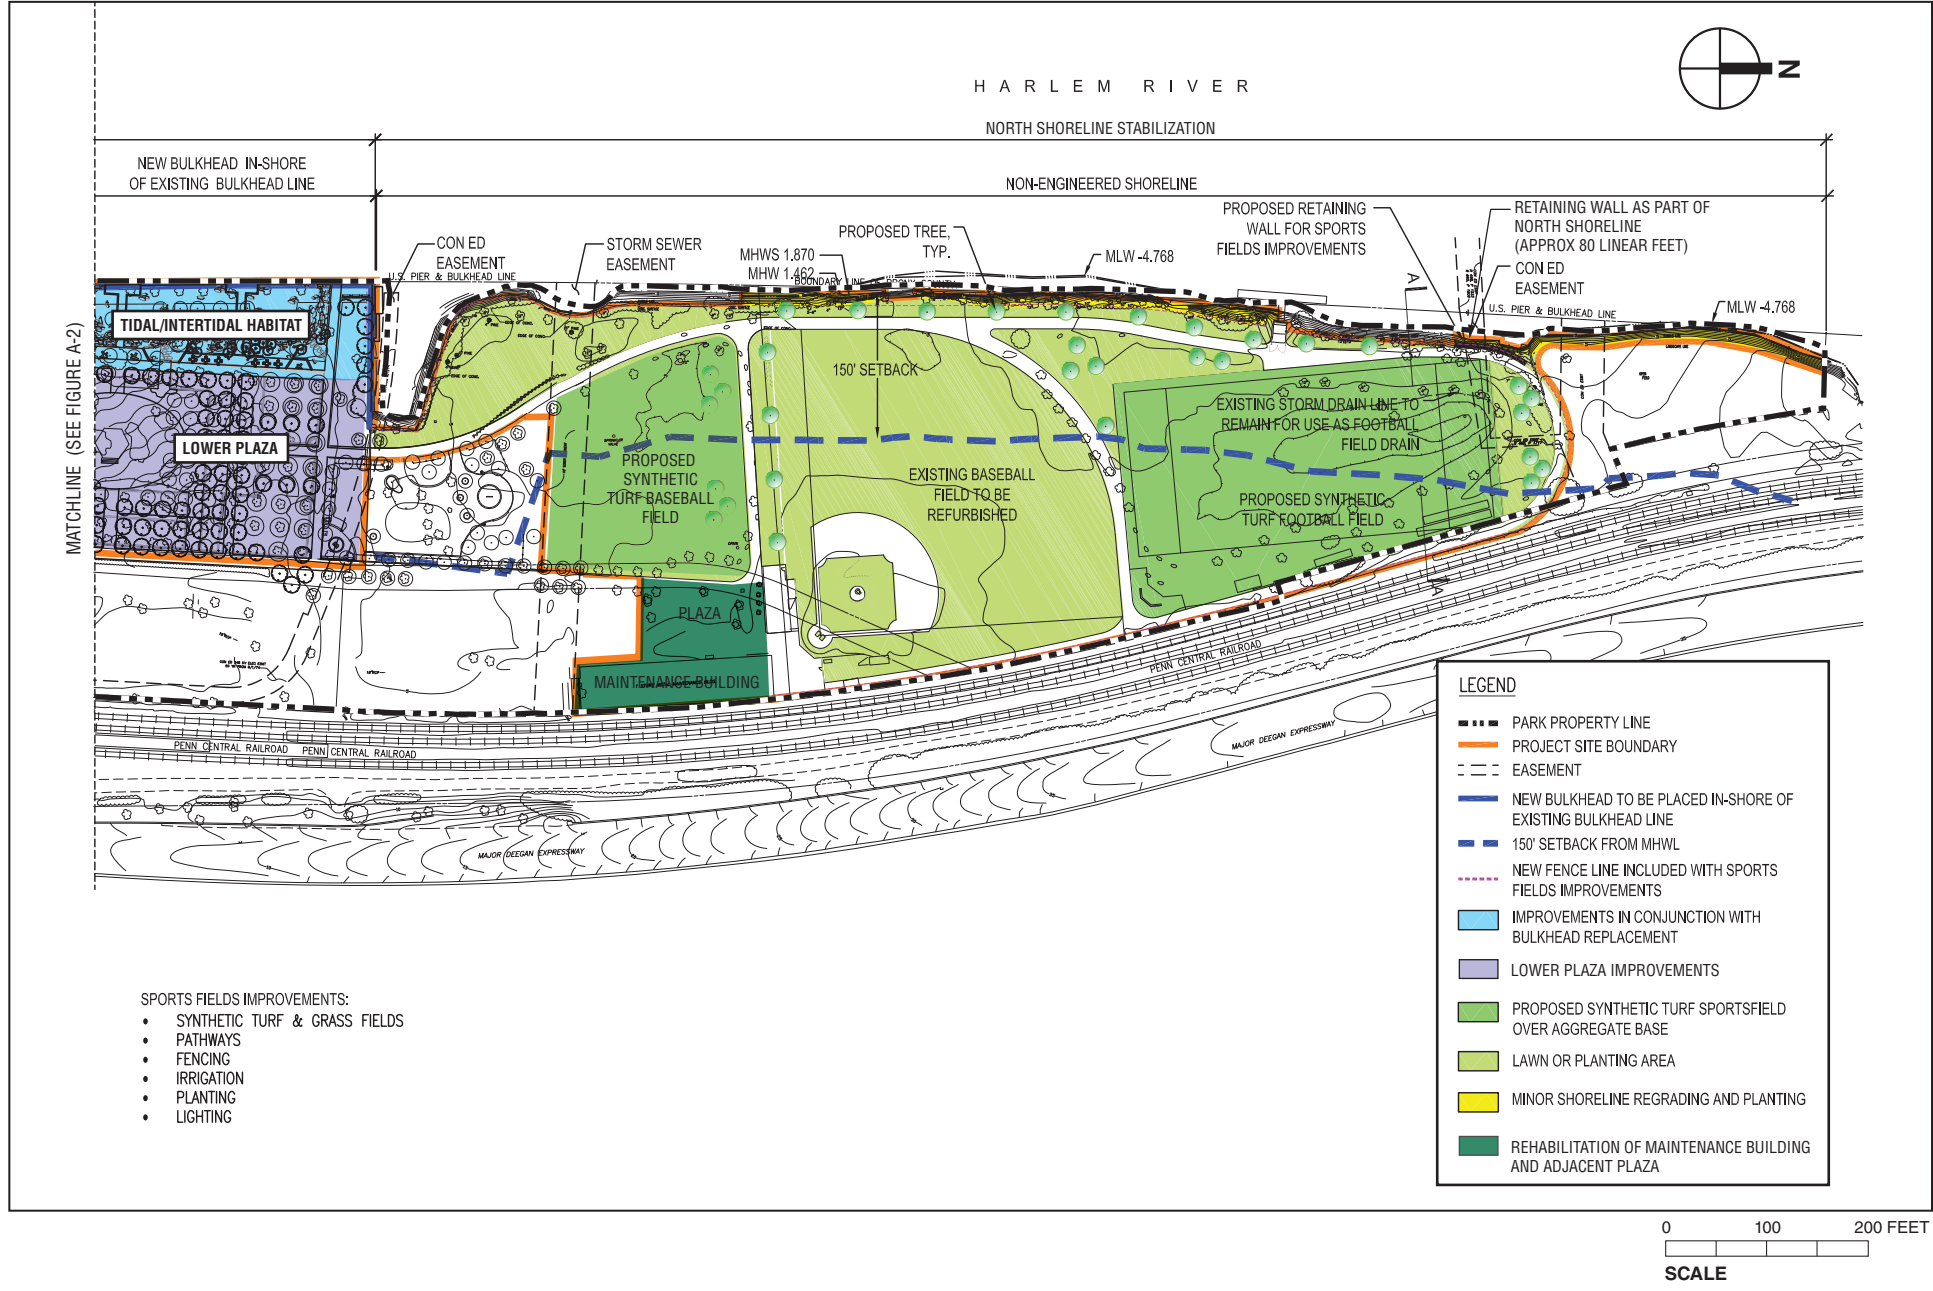 N
HARLEM RIVER
NORTH SHORELINE STABILIZATION
NEW BULKHEAD IN-SHORE
OF EXISTING BULKHEAD LINE
NON-ENGINEERED SHORELINE
CON ED
EASEMENT
U.S. PIER & BULKHEAD LINE
STORM SEWER
EASEMENT
MHWS 1.870
MHW 1.462
PROPOSED TREE,
TYP.
MLW -4.768
PROPOSED RETAINING
WALL FOR SPORTS
FIELDS IMPROVEMENTS
RETAINING WALL AS PART OF
NORTH SHORELINE
(APPROX 80 LINEAR FEET)
CON ED
EASEMENT
U.S. PIER & BULKHEAD LINE
MLW -4.768
A
MATCHLINE (SEE FIGURE A-2)
TIDAL/INTERTIDAL HABITAT
LOWER PLAZA
150' SETBACK
PROPOSED
SYNTHETIC
TURF BASEBALL
FIELD
EXISTING BASEBALL
FIELD TO BE
REFURBISHED
EXISTING STORM DRAIN LINE TO
REMAIN FOR USE AS FOOTBALL
FIELD DRAIN
PROPOSED SYNTHETIC
TURF FOOTBALL FIELD
A
PLAZA
MAINTENANCE BUILDING
PENN CENTRAL RAILROAD
PENN CENTRAL RAILROAD PENN CENTRAL RAILROAD
MAJOR DEEGAN EXPRESSWAY
MAJOR DEEGAN EXPRESSWAY
LEGEND
PARK PROPERTY LINE
PROJECT SITE BOUNDARY
EASEMENT
NEW BULKHEAD TO BE PLACED IN-SHORE OF
EXISTING BULKHEAD LINE
150' SETBACK FROM MHWL
NEW FENCE LINE INCLUDED WITH SPORTS
FIELDS IMPROVEMENTS
IMPROVEMENTS IN CONJUNCTION WITH
BULKHEAD REPLACEMENT
LOWER PLAZA IMPROVEMENTS
PROPOSED SYNTHETIC TURF SPORTSFIELD
OVER AGGREGATE BASE
LAWN OR PLANTING AREA
MINOR SHORELINE REGRADING AND PLANTING
REHABILITATION OF MAINTENANCE BUILDING
AND ADJACENT PLAZA
SPORTS FIELDS IMPROVEMENTS:
• SYNTHETIC TURF & GRASS FIELDS
• PATHWAYS
• FENCING
• IRRIGATION
• PLANTING
• LIGHTING
0 100 200 FEET
SCALE